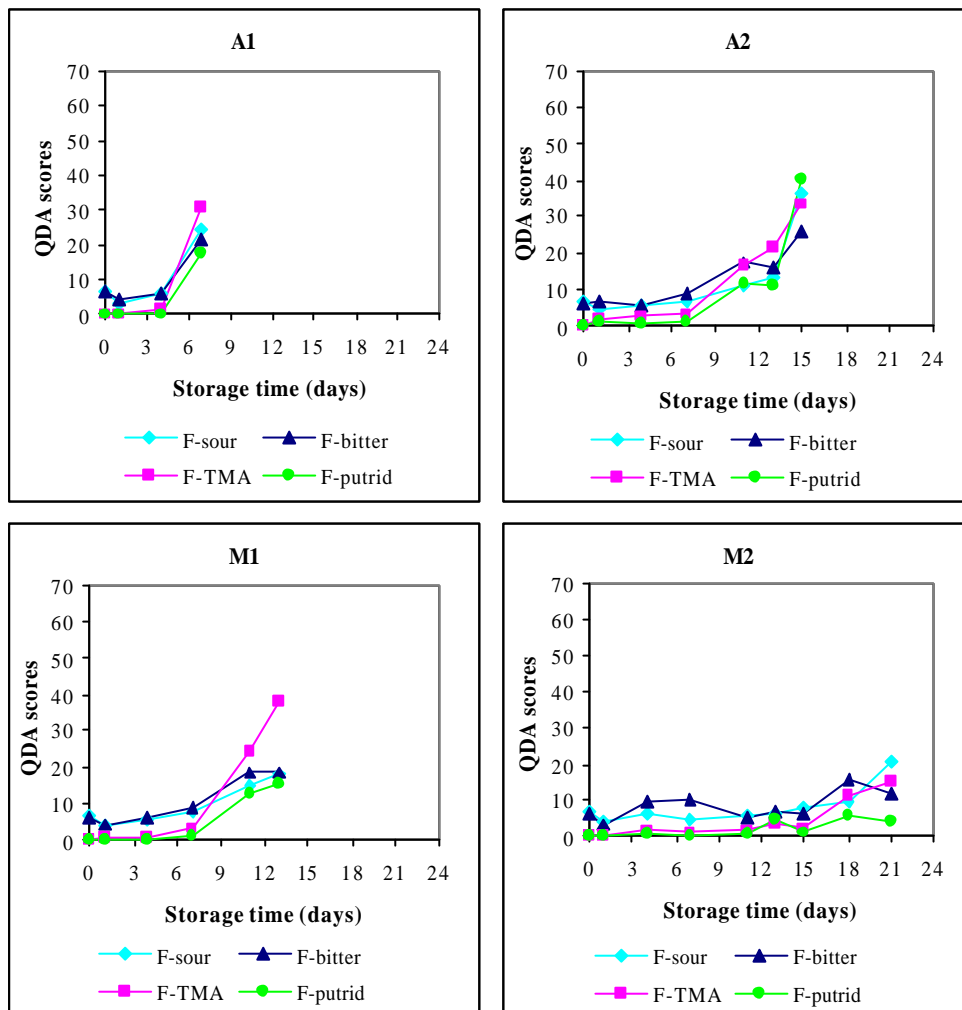 A1
70
60
50
40
30
20
10
0
QDA scores
0 3 6 9 12 15 18 21 24
Storage time (days)
F-sour F-bitter
F-TMA F-putrid
A2
70
60
50
40
30
20
10
0
QDA scores
0 3 6 9 12 15 18 21 24
Storage time (days)
F-sour F-bitter
F-TMA F-putrid
M1
70
60
50
40
30
20
10
0
QDA scores
0 3 6 9 12 15 18 21 24
Storage time (days)
F-sour F-bitter
F-TMA F-putrid
M2
70
60
50
40
30
20
10
0
QDA scores
0 3 6 9 12 15 18 21 24
Storage time (days)
F-sour F-bitter
F-TMA F-putrid